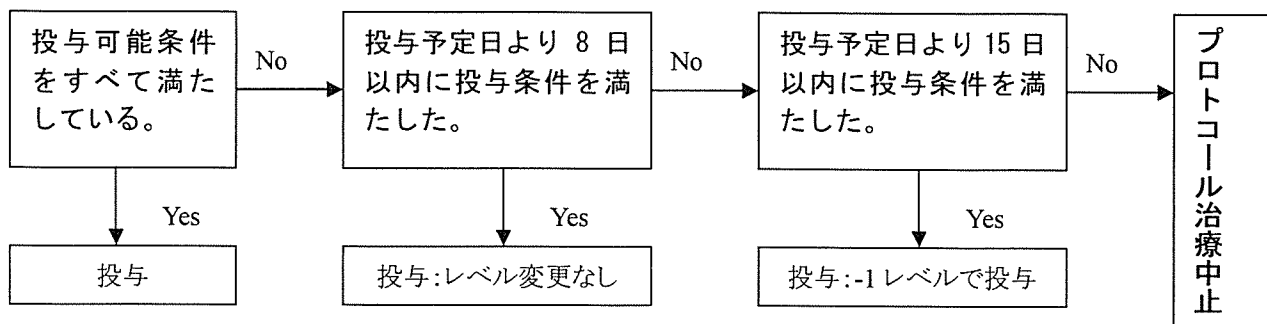 投与可能条件
をすべて満た
している。
No
投与予定日より 8 日
以内に投与条件を満
たした。
No
投与予定日より 15 日
以内に投与条件を満
たした。
No
プロトコール治療中止
Yes
Yes
Yes
投与
投与:レベル変更なし
投与:-1レベルで投与